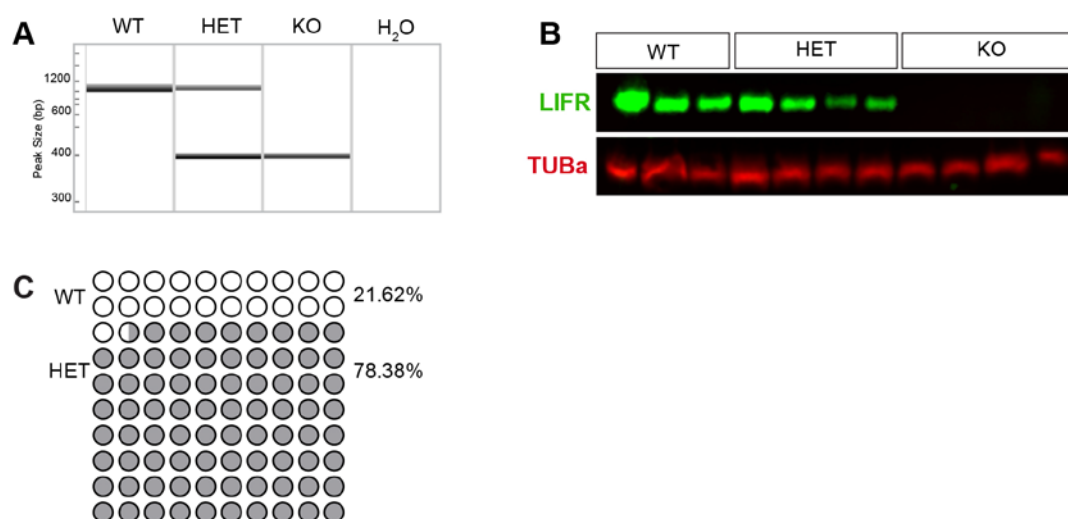 A
WT HET KO H2O
Peak Size (bp)
1200
600
400
300
B
WT HET KO
LIFR
TUBa
C
WT 21.62%
HET 78.38%